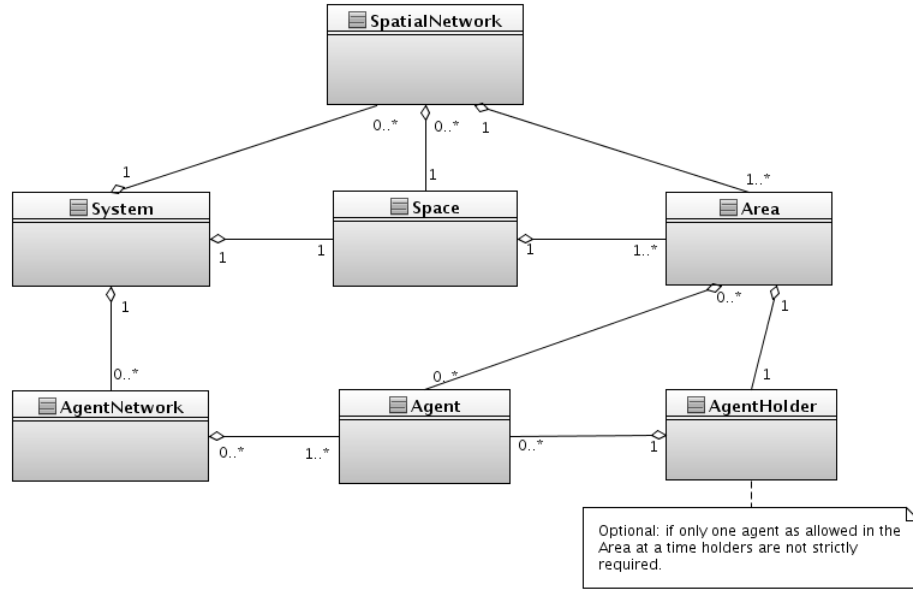 SpatialNetwork
0..*
0..*
1
1
1
1..*
System
Space
Area
1
1
1
1..*
0..*
1
1
0..*
0..*
1
AgentNetwork
Agent
AgentHolder
0..*
1..*
0..*
1
Optional: if only one agent as allowed in the
Area at a time holders are not strictly
required.